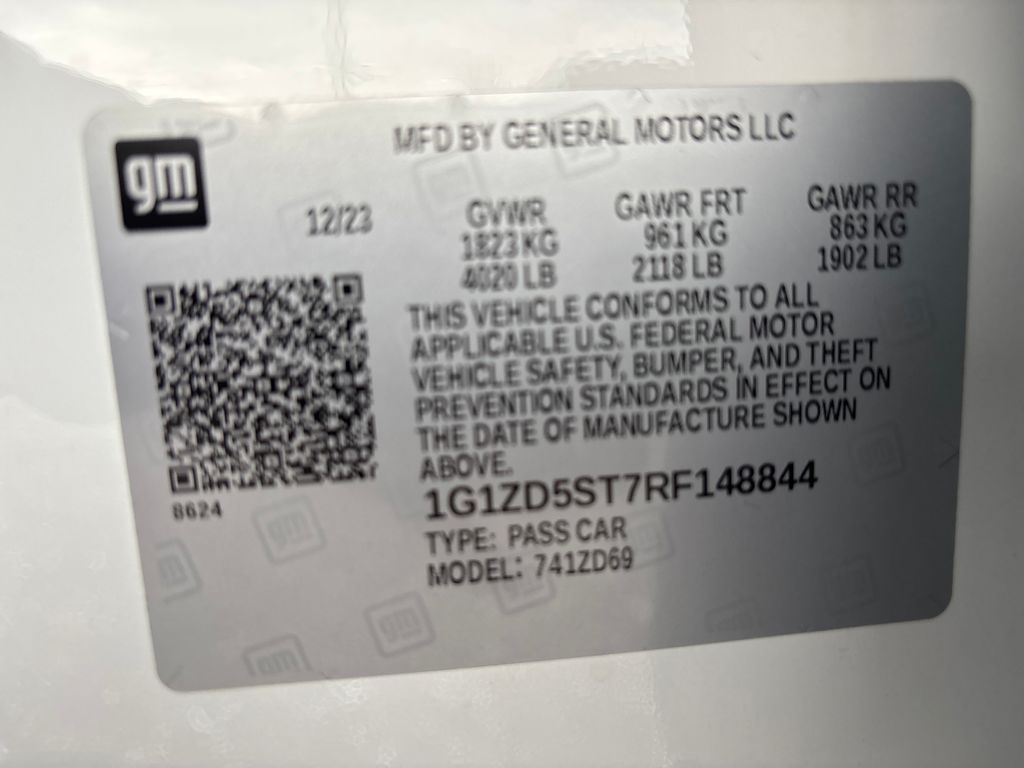 gm
MFD BY GENERAL MOTORS LLC
12/23
GVWR
1823 KG
4020 LB
GAWR FRT
961 KG
2118 LB
GAWR RR
863 KG
1902 LB
THIS VEHICLE CONFORMS TO ALL
APPLICABLE U.S. FEDERAL MOTOR
VEHICLE SAFETY, BUMPER, AND THEFT
PREVENTION STANDARDS IN EFFECT ON
THE DATE OF MANUFACTURE SHOWN
ABOVE.
8624
1G1ZD5ST7RF148844
TYPE: PASS CAR
MODEL: 741ZD69